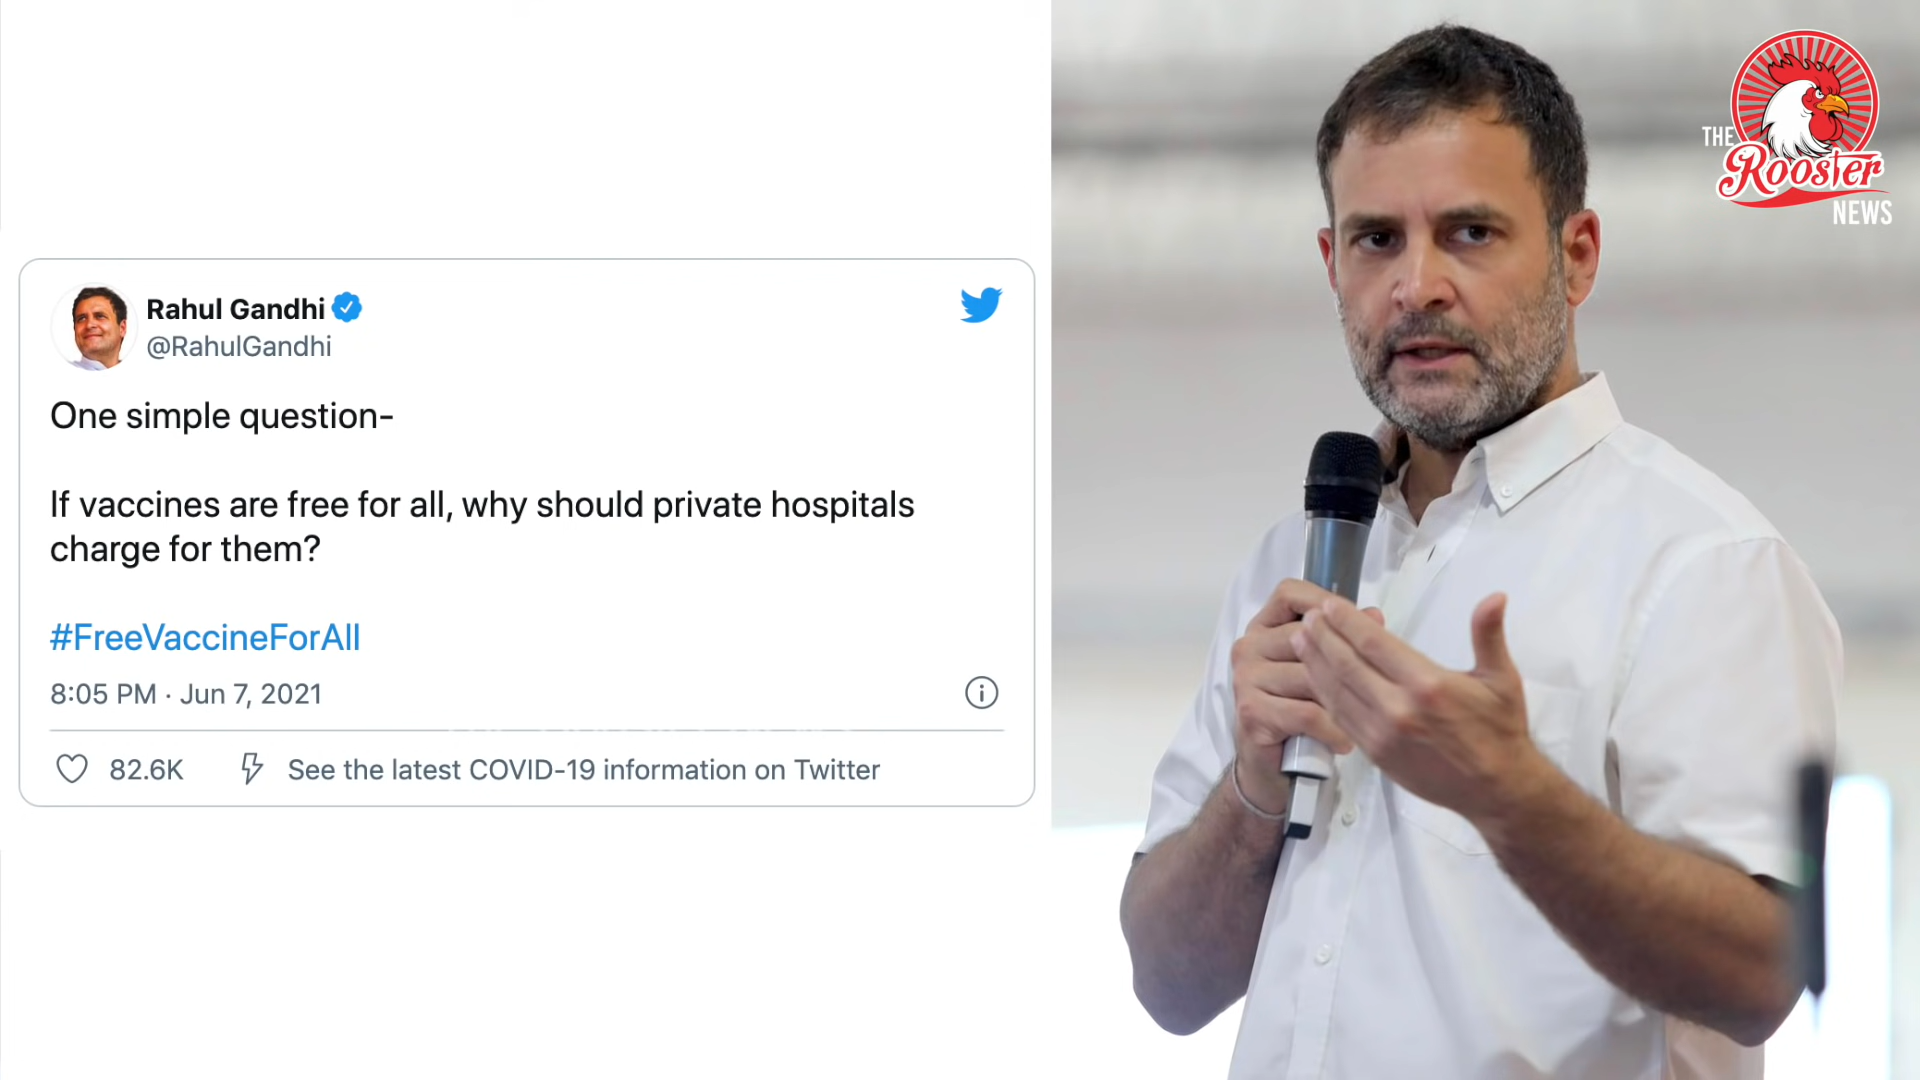 Rahul Gandhi
@RahulGandhi
One simple question-
If vaccines are free for all, why should private hospitals
charge for them?
#FreeVaccineForAll
8:05 PM · Jun 7, 2021
82.6K See the latest COVID-19 information on Twitter
THE
Rooster
NEWS